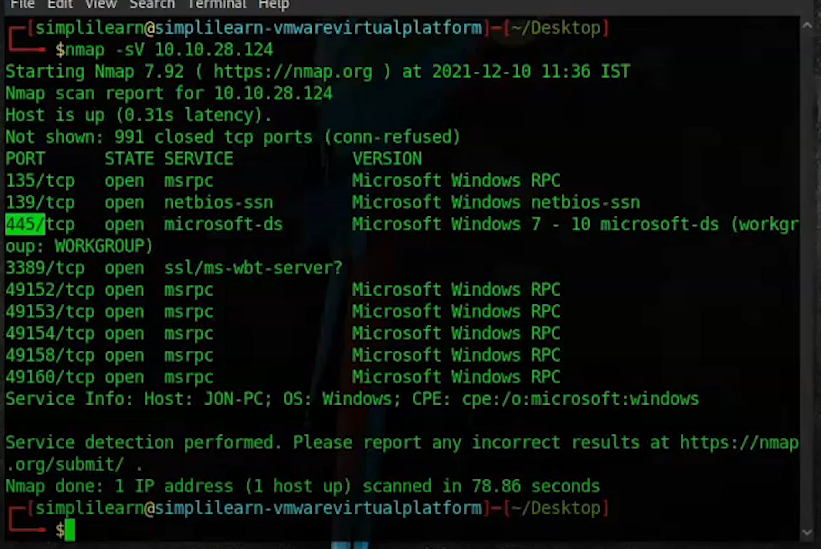 File Edit View Search Terminal Help
┌─[simplilearn@simplilearn-vmwarevirtualplatform]─[~/Desktop]
└──╼ $nmap -sV 10.10.28.124
Starting Nmap 7.92 ( https://nmap.org ) at 2021-12-10 11:36 IST
Nmap scan report for 10.10.28.124
Host is up (0.31s latency).
Not shown: 991 closed tcp ports (conn-refused)
PORT      STATE SERVICE            VERSION
135/tcp   open  msrpc              Microsoft Windows RPC
139/tcp   open  netbios-ssn        Microsoft Windows netbios-ssn
445/tcp   open  microsoft-ds       Microsoft Windows 7 - 10 microsoft-ds (workgr
oup: WORKGROUP)
3389/tcp  open  ssl/ms-wbt-server?
49152/tcp open  msrpc              Microsoft Windows RPC
49153/tcp open  msrpc              Microsoft Windows RPC
49154/tcp open  msrpc              Microsoft Windows RPC
49158/tcp open  msrpc              Microsoft Windows RPC
49160/tcp open  msrpc              Microsoft Windows RPC
Service Info: Host: JON-PC; OS: Windows; CPE: cpe:/o:microsoft:windows

Service detection performed. Please report any incorrect results at https://nmap
.org/submit/ .
Nmap done: 1 IP address (1 host up) scanned in 78.86 seconds
┌─[simplilearn@simplilearn-vmwarevirtualplatform]─[~/Desktop]
└──╼ $